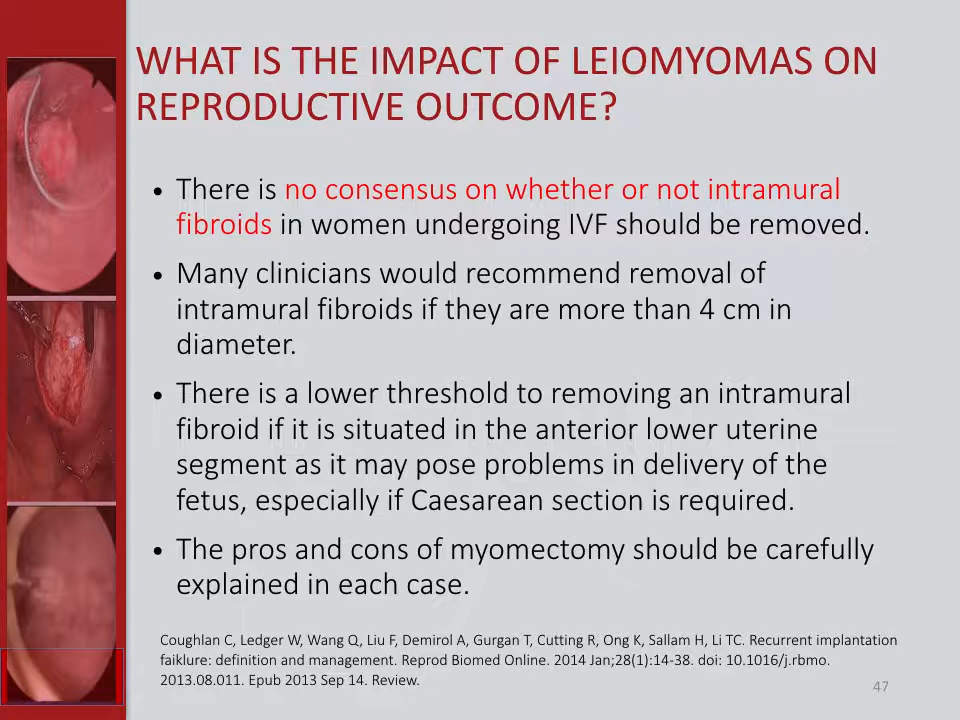 WHAT IS THE IMPACT OF LEIOMYOMAS ON
REPRODUCTIVE OUTCOME?
• There is no consensus on whether or not intramural
fibroids in women undergoing IVF should be removed.
• Many clinicians would recommend removal of
intramural fibroids if they are more than 4 cm in
diameter.
• There is a lower threshold to removing an intramural
fibroid if it is situated in the anterior lower uterine
segment as it may pose problems in delivery of the
fetus, especially if Caesarean section is required.
• The pros and cons of myomectomy should be carefully
explained in each case.
Coughlan C, Ledger W, Wang Q, Liu F, Demirol A, Gurgan T, Cutting R, Ong K, Sallam H, Li TC. Recurrent implantation
faiklure: definition and management. Reprod Biomed Online. 2014 Jan;28(1):14-38. doi: 10.1016/j.rbmo.
2013.08.011. Epub 2013 Sep 14. Review.
47